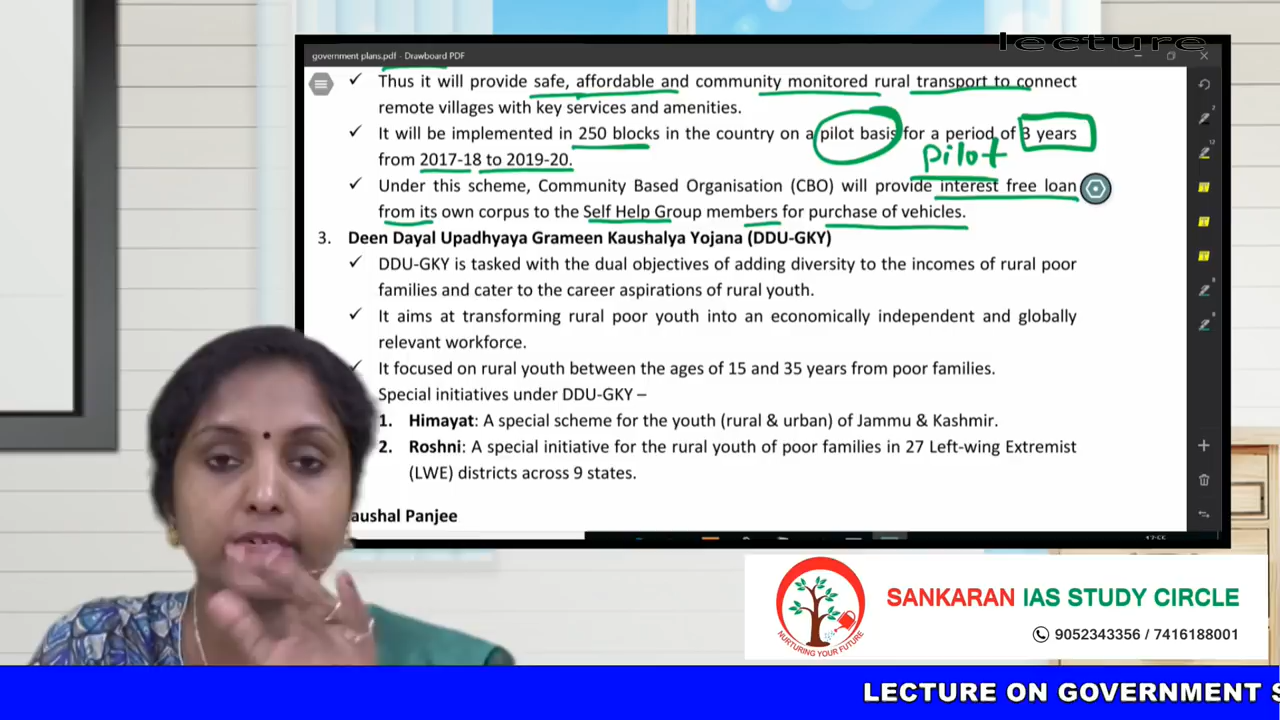 lecture
government plans.pdf - Drawboard PDF
✓ Thus it will provide safe, affordable and community monitored rural transport to connect
remote villages with key services and amenities.
✓ It will be implemented in 250 blocks in the country on a pilot basis for a period of 3 years
from 2017-18 to 2019-20.
pilot
✓ Under this scheme, Community Based Organisation (CBO) will provide interest free loan
from its own corpus to the Self Help Group members for purchase of vehicles.
3. Deen Dayal Upadhyaya Grameen Kaushalya Yojana (DDU-GKY)
✓ DDU-GKY is tasked with the dual objectives of adding diversity to the incomes of rural poor
families and cater to the career aspirations of rural youth.
✓ It aims at transforming rural poor youth into an economically independent and globally
relevant workforce.
It focused on rural youth between the ages of 15 and 35 years from poor families.
Special initiatives under DDU-GKY –
1. Himayat: A special scheme for the youth (rural & urban) of Jammu & Kashmir.
2. Roshni: A special initiative for the rural youth of poor families in 27 Left-wing Extremist
(LWE) districts across 9 states.
aushal Panjee
NURTURING YOUR FUTURE
SANKARAN IAS STUDY CIRCLE
9052343356 / 7416188001
LECTURE ON GOVERNMENT S